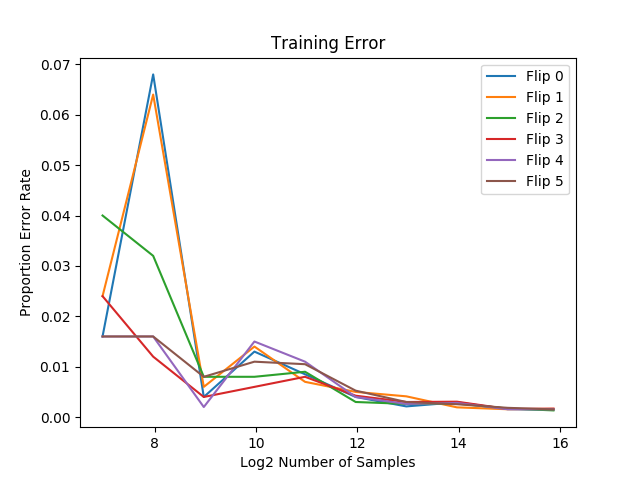 Training Error
0.07
0.06
0.05
0.04
0.03
0.02
0.01
0.00
Proportion Error Rate
Flip 0
Flip 1
Flip 2
Flip 3
Flip 4
Flip 5
8 10 12 14 16
Log2 Number of Samples